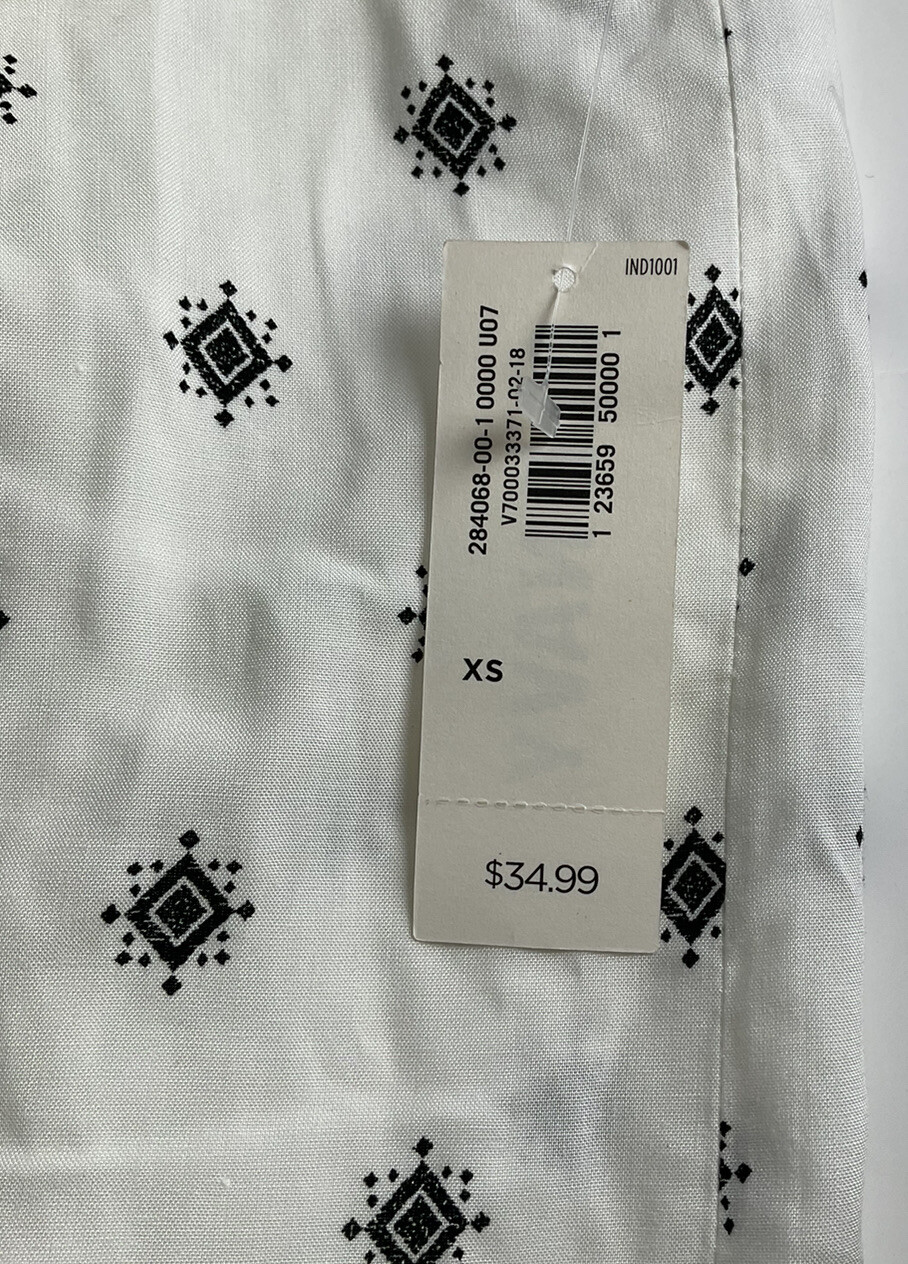 IND1001
284068-00-1 0000 U07
V700033371-02-18
1 23659 50000 1
XS
$34.99